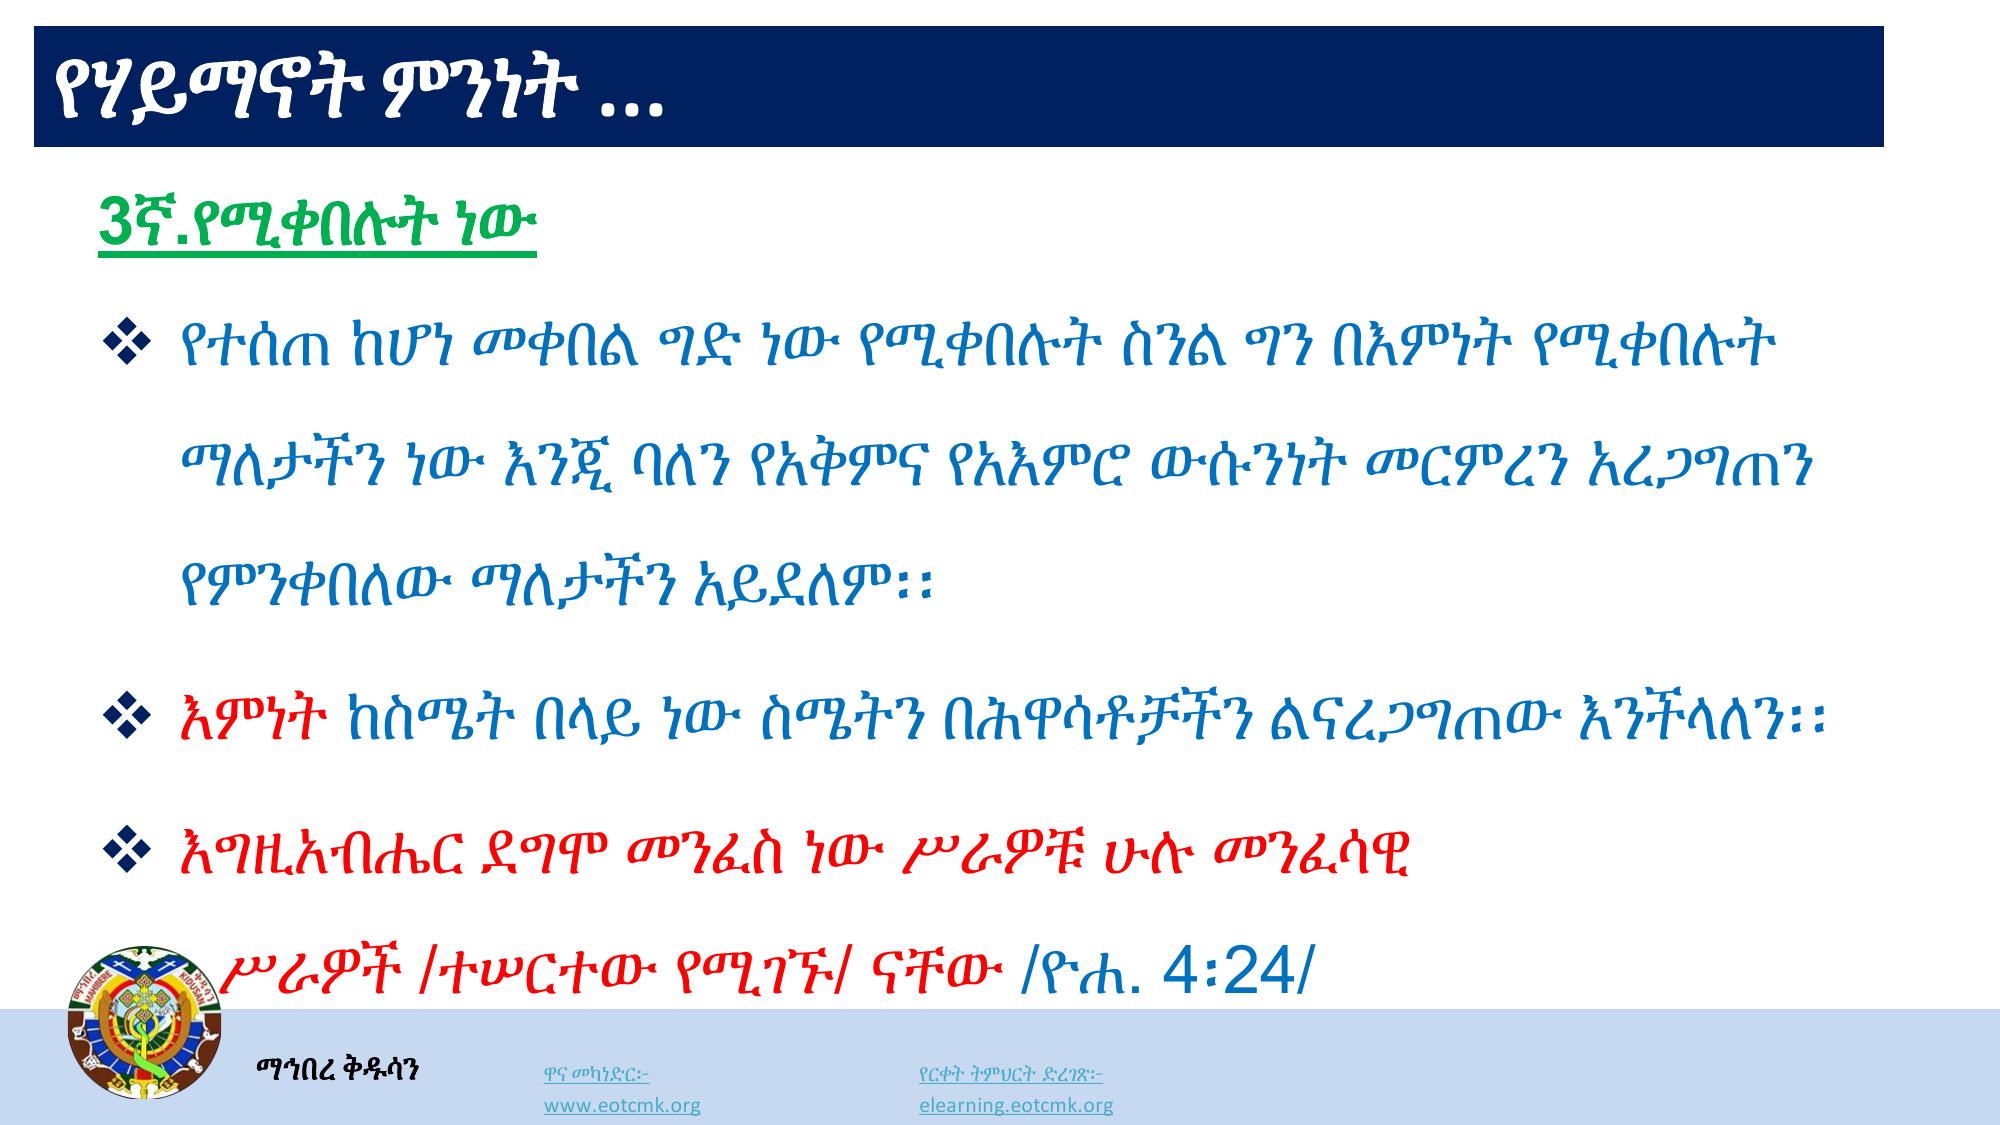 የሃይማኖት ምንነት ...
3ኛ.የሚቀበሉት ነው
❖ የተሰጠ ከሆነ መቀበል ግድ ነው የሚቀበሉት ስንል ግን በእምነት የሚቀበሉት
ማለታችን ነው እንጂ ባለን የአቅምና የአእምሮ ውሱንነት መርምረን አረጋግጠን
የምንቀበለው ማለታችን አይደለም፡፡
❖ እምነት ከስሜት በላይ ነው ስሜትን በሕዋሳቶቻችን ልናረጋግጠው እንችላለን፡፡
❖ እግዚአብሔር ደግሞ መንፈስ ነው ሥራዎቹ ሁሉ መንፈሳዊ
ሥራዎች /ተሠርተው የሚገኙ/ ናቸው /ዮሐ. 4፡24/
ማኅበረ ቅዱሳን
MAHIBERE KIDUSAN
ዋና መካነድር፡-
www.eotcmk.org
የርቀት ትምህርት ድረገጽ፡-
elearning.eotcmk.org